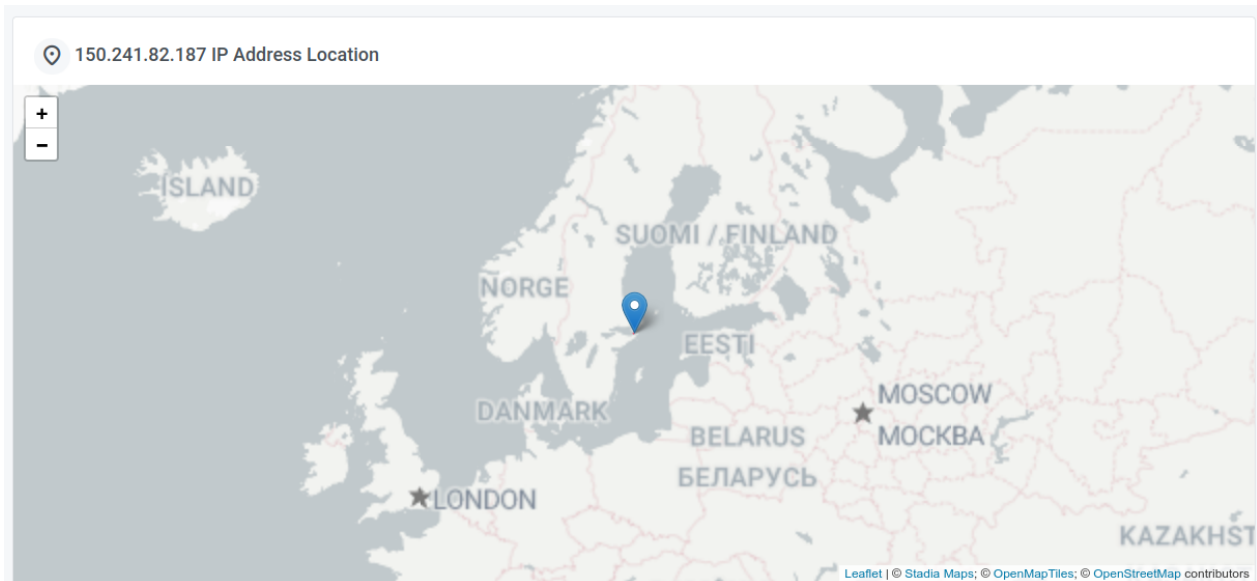 150.241.82.187 IP Address Location
+
−
ÍSLAND
SUOMI / FINLAND
NORGE
EESTI
MOSCOW
МОСКВА
DANMARK
BELARUS
БЕЛАРУСЬ
LONDON
KAZAKHST
Leaflet | © Stadia Maps; © OpenMapTiles; © OpenStreetMap contributors